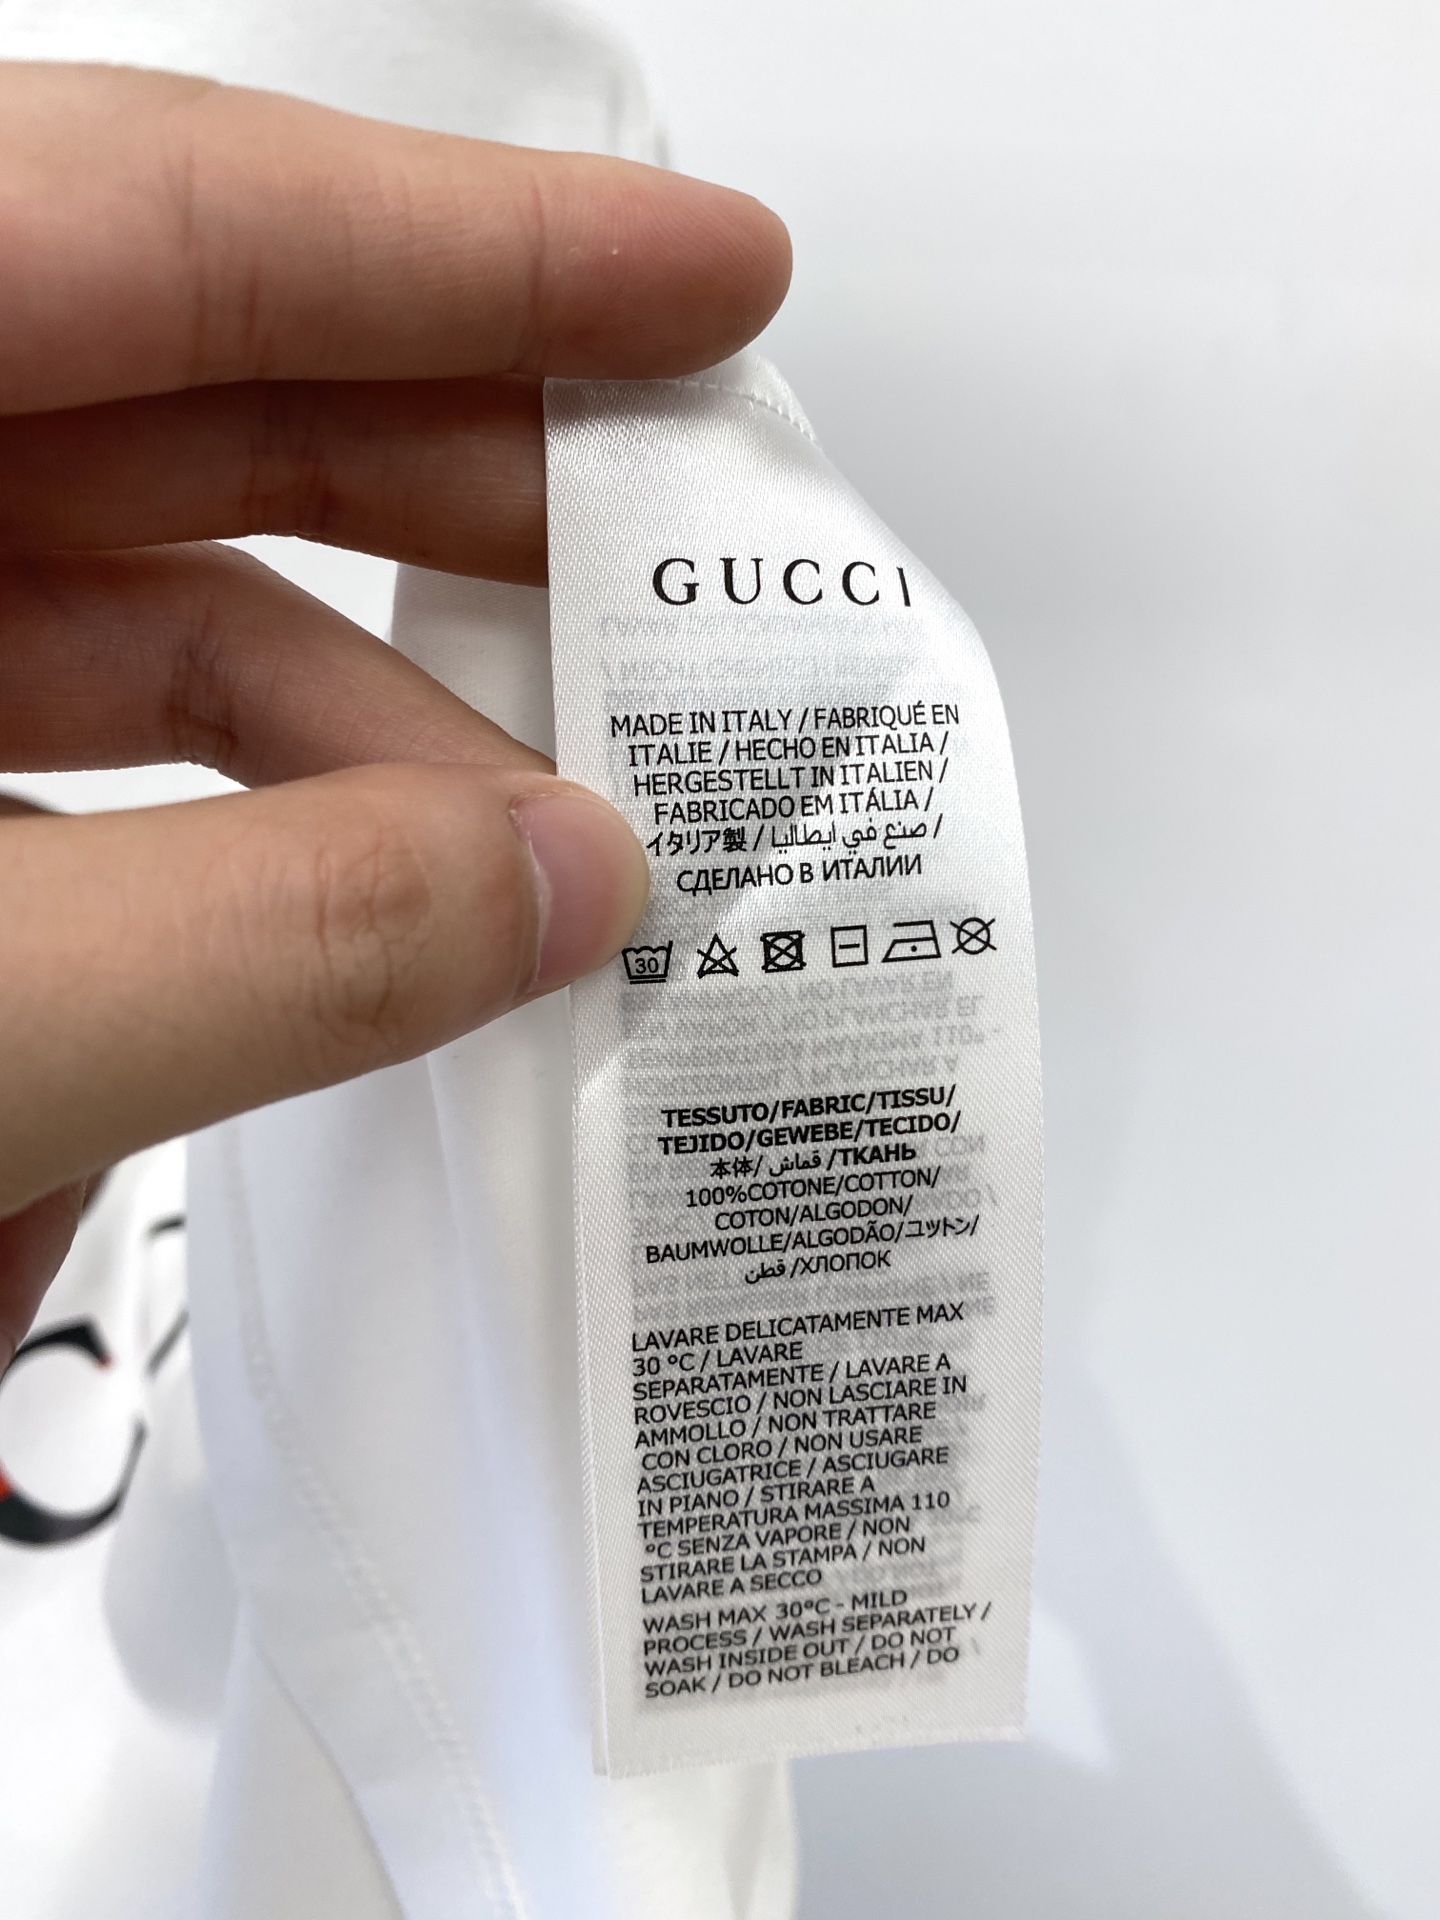 GUCCI
MADE IN ITALY / FABRIQUÉ EN
ITALIE / HECHO EN ITALIA /
HERGESTELLT IN ITALIEN /
FABRICADO EM ITÁLIA /
イタリア製 / صنع في ايطاليا /
СДЕЛАНО В ИТАЛИИ
30
TESSUTO/FABRIC/TISSU/
TEJIDO/GEWEBE/TECIDO/
本体/ قماش /ТКАНЬ
100%COTONE/COTTON/
COTON/ALGODON/
BAUMWOLLE/ALGODÃO/コットン/
قطن /ХЛОПОК
LAVARE DELICATAMENTE MAX
30 °C / LAVARE
SEPARATAMENTE / LAVARE A
ROVESCIO / NON LASCIARE IN
AMMOLLO / NON TRATTARE
CON CLORO / NON USARE
ASCIUGATRICE / ASCIUGARE
IN PIANO / STIRARE A
TEMPERATURA MASSIMA 110
°C SENZA VAPORE / NON
STIRARE LA STAMPA / NON
LAVARE A SECCO
WASH MAX 30°C - MILD
PROCESS / WASH SEPARATELY /
WASH INSIDE OUT / DO NOT
SOAK / DO NOT BLEACH / DO